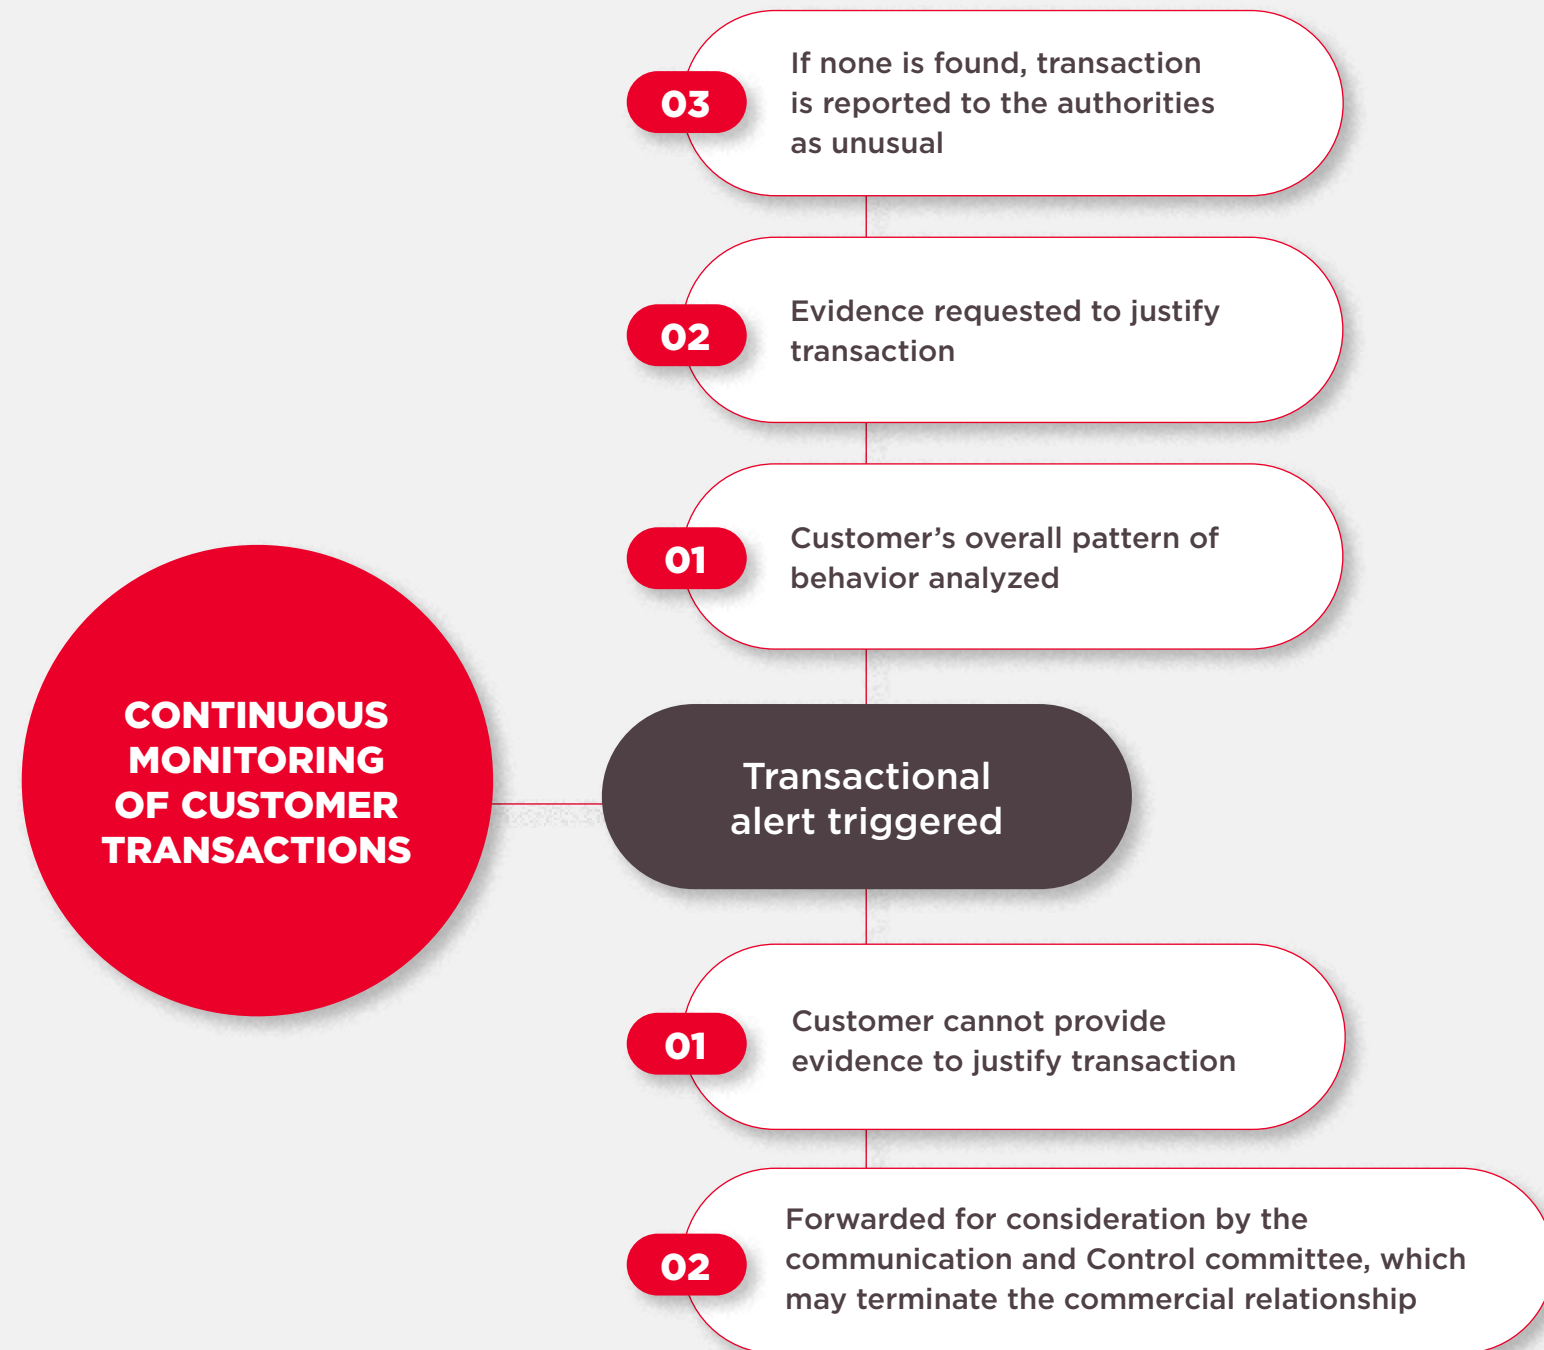 03
If none is found, transaction
is reported to the authorities
as unusual
02
Evidence requested to justify
transaction
01
Customer’s overall pattern of
behavior analyzed
CONTINUOUS
MONITORING
OF CUSTOMER
TRANSACTIONS
Transactional
alert triggered
01
Customer cannot provide
evidence to justify transaction
02
Forwarded for consideration by the
communication and Control committee, which
may terminate the commercial relationship